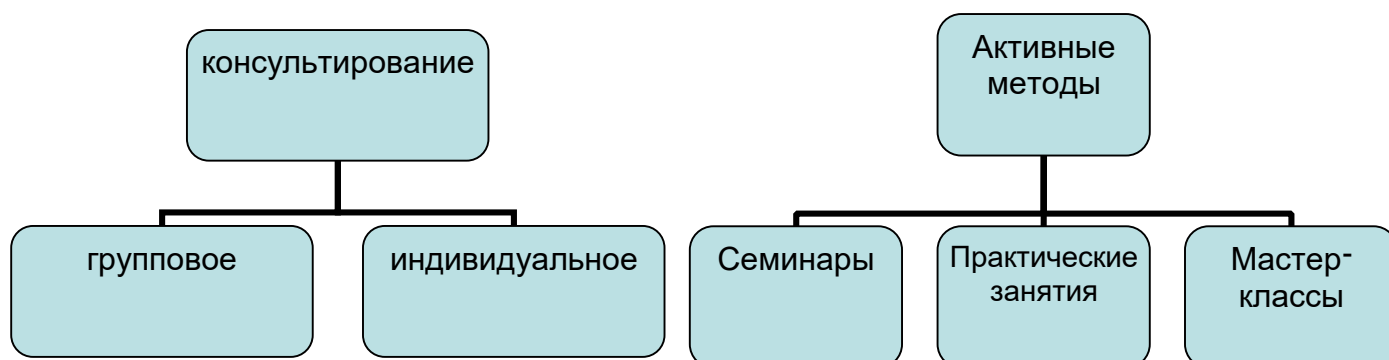 консультирование
Активные
методы
групповое
индивидуальное
Семинары
Практические
занятия
Мастер-
классы